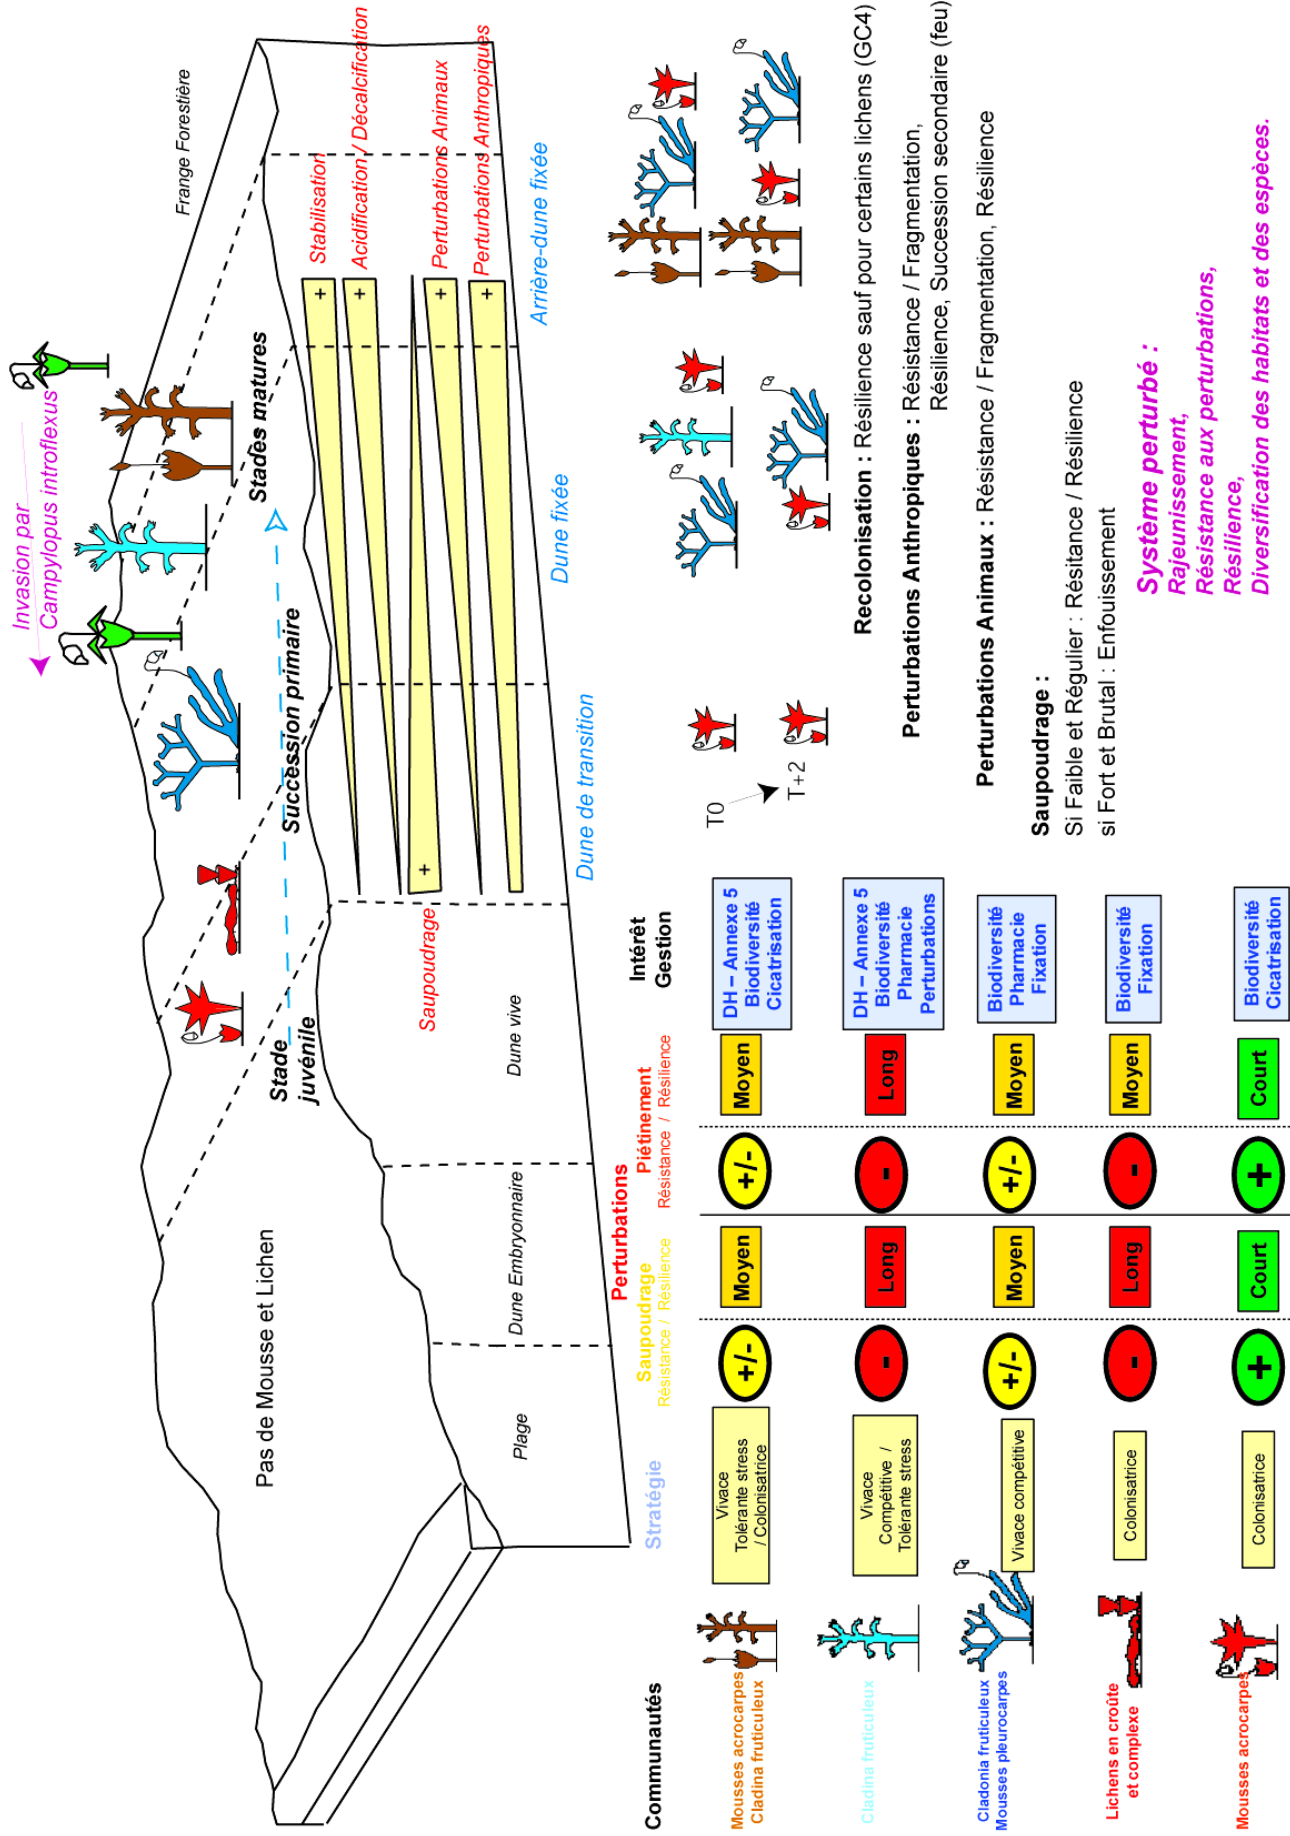 Invasion par
Campylopus introflexus
Frange Forestière
Pas de Mousse et Lichen
Stade
juvénile
Succession primaire
Stades matures
Stabilisation
Acidification / Décalcification
Saupoudrage
Perturbations Animaux
Perturbations Anthropiques
+
+
+
+
+
Plage
Dune Embryonnaire
Dune vive
Dune de transition
Dune fixée
Arrière-dune fixée
Communautés
Stratégie
Perturbations
Saupoudrage
Résistance / Résilience
Piétinement
Résistance / Résilience
Intérêt
Gestion
Mousses acrocarpes
Cladina fruticuleux
Vivace
Tolérante stress
/ Colonisatrice
+/-
Moyen
+/-
Moyen
DH – Annexe 5
Biodiversité
Cicatrisation
Cladina fruticuleux
Vivace
Compétitive /
Tolérante stress
-
Long
-
Long
DH – Annexe 5
Biodiversité
Pharmacie
Perturbations
Cladonia fruticuleux
Mousses pleurocarpes
Vivace compétitive
+/-
Moyen
+/-
Moyen
Biodiversité
Pharmacie
Fixation
Lichens en croûte
et complexe
Colonisatrice
-
Long
-
Moyen
Biodiversité
Fixation
Mousses acrocarpes
Colonisatrice
+
Court
+
Court
Biodiversité
Cicatrisation
T0
T+2
Recolonisation : Résilience sauf pour certains lichens (GC4)
Perturbations Anthropiques : Résistance / Fragmentation,
Résilience, Succession secondaire (feu)
Perturbations Animaux : Résistance / Fragmentation, Résilience
Saupoudrage :
Si Faible et Régulier : Résitance / Résilience
si Fort et Brutal : Enfouissement
Système perturbé :
Rajeunissement,
Résistance aux perturbations,
Résilience,
Diversification des habitats et des espèces.